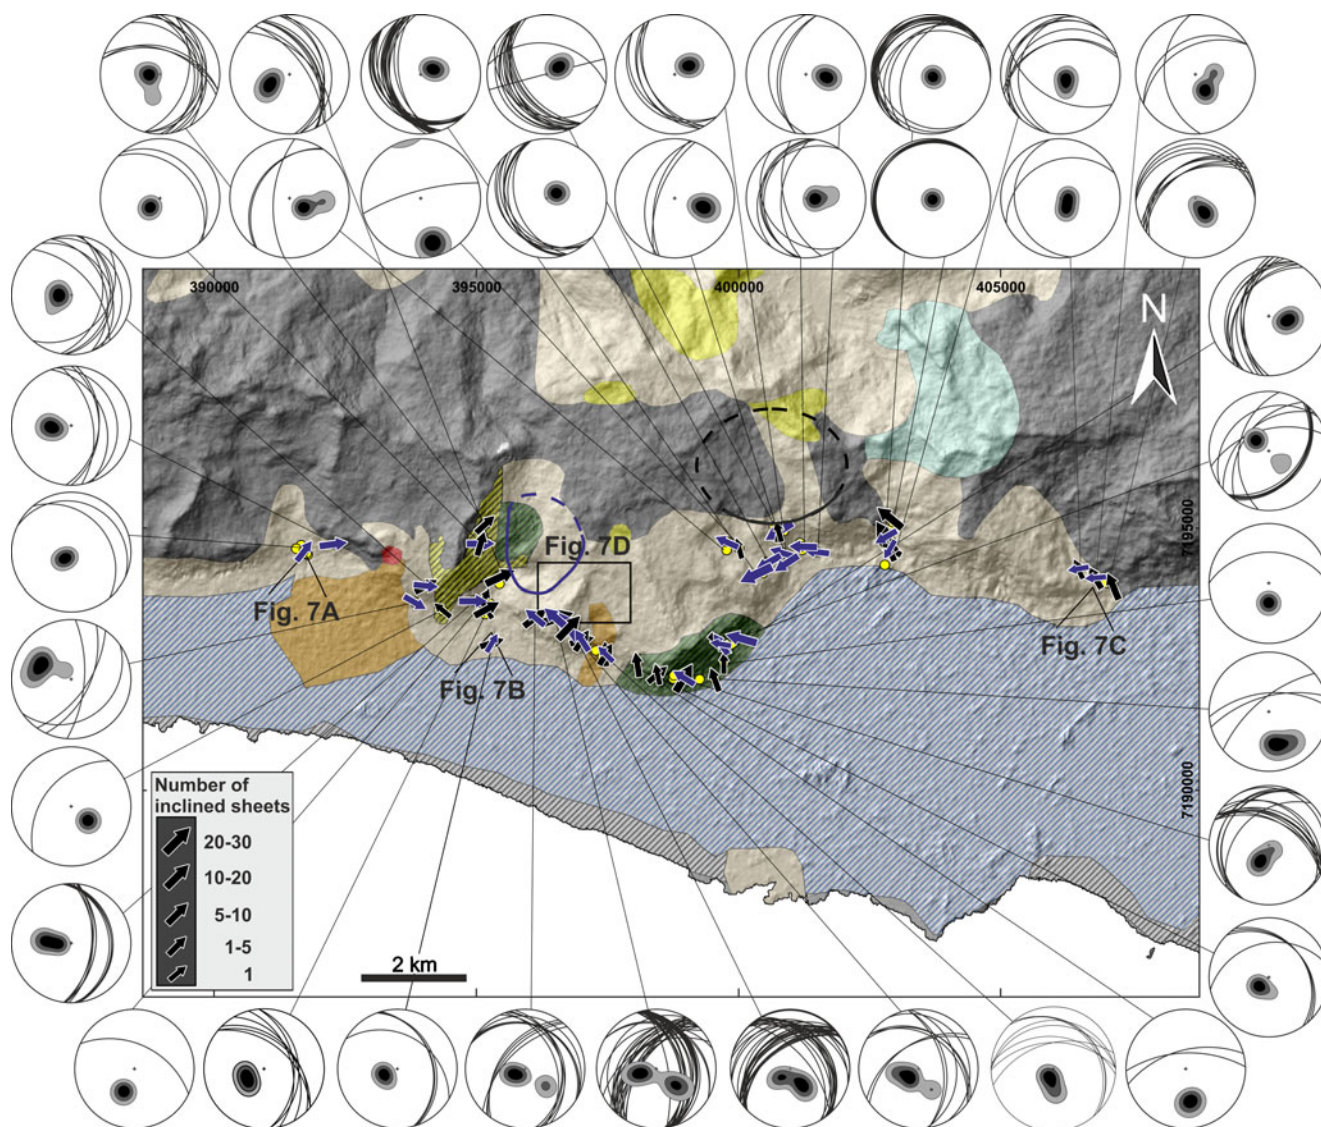 390000
395000
400000
405000
N
7195000
Fig. 7D
Fig. 7A
Fig. 7C
Fig. 7B
7190000
Number of
inclined sheets
20-30
10-20
5-10
1-5
1
2 km